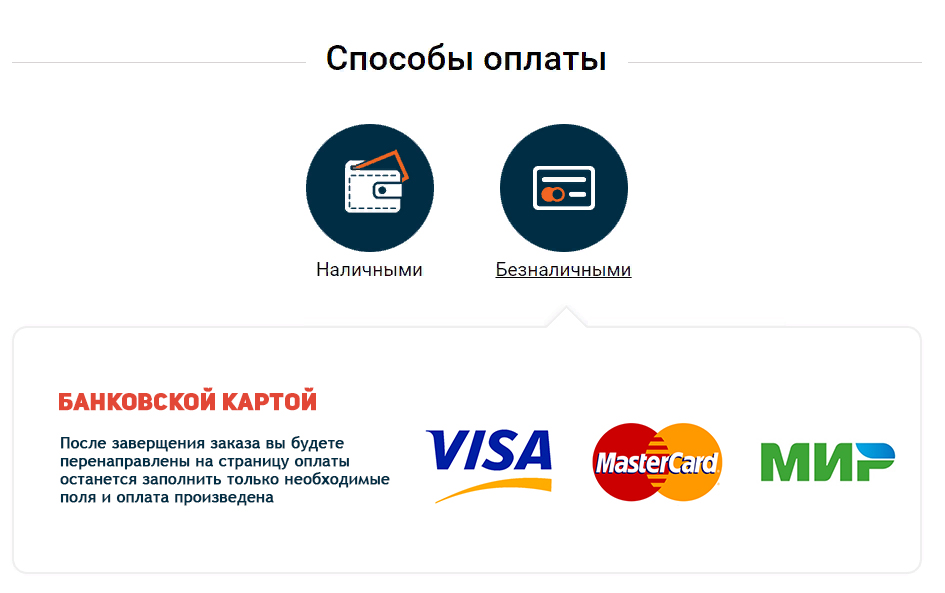 Способы оплаты
Наличными
Безналичными
БАНКОВСКОЙ КАРТОЙ
После заверщения заказа вы будете
перенаправлены на страницу оплаты
останется заполнить только необходимые
поля и оплата произведена
VISA
MasterCard
МИР